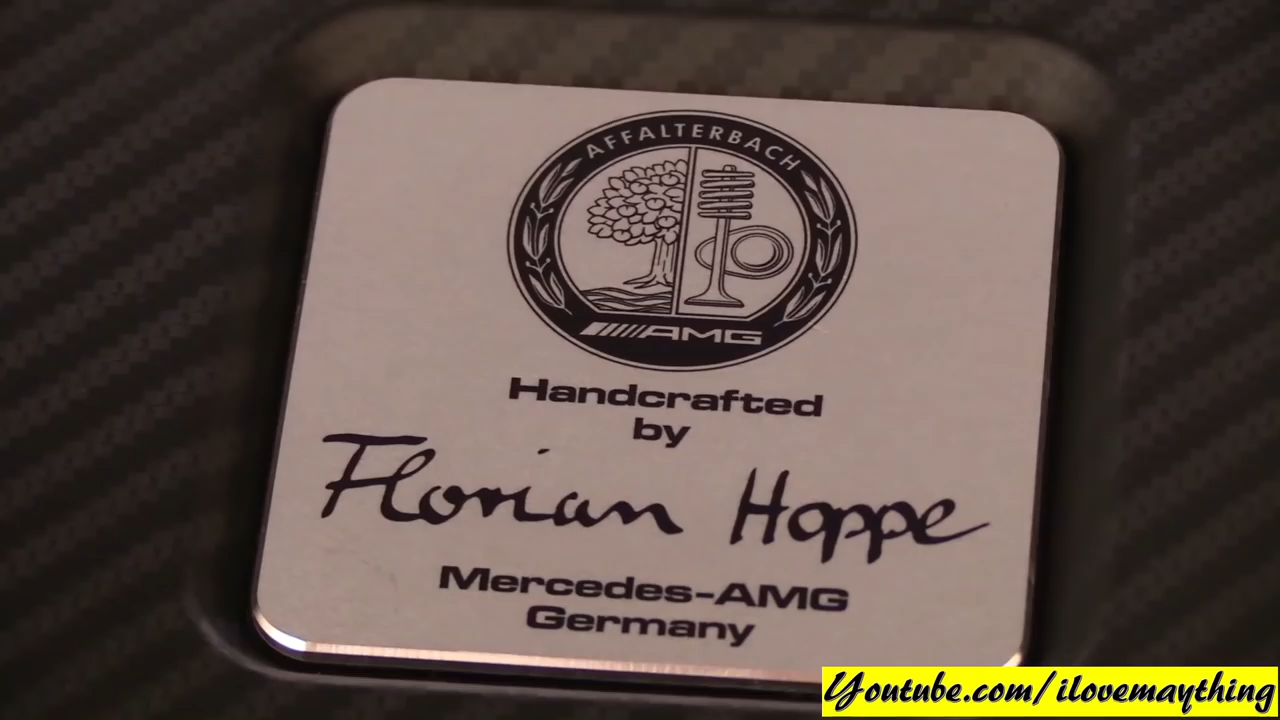 AFFALTERBACH
AMG
Handcrafted
by
Florian Hoppe
Mercedes-AMG
Germany
Youtube.com/ilovemaything